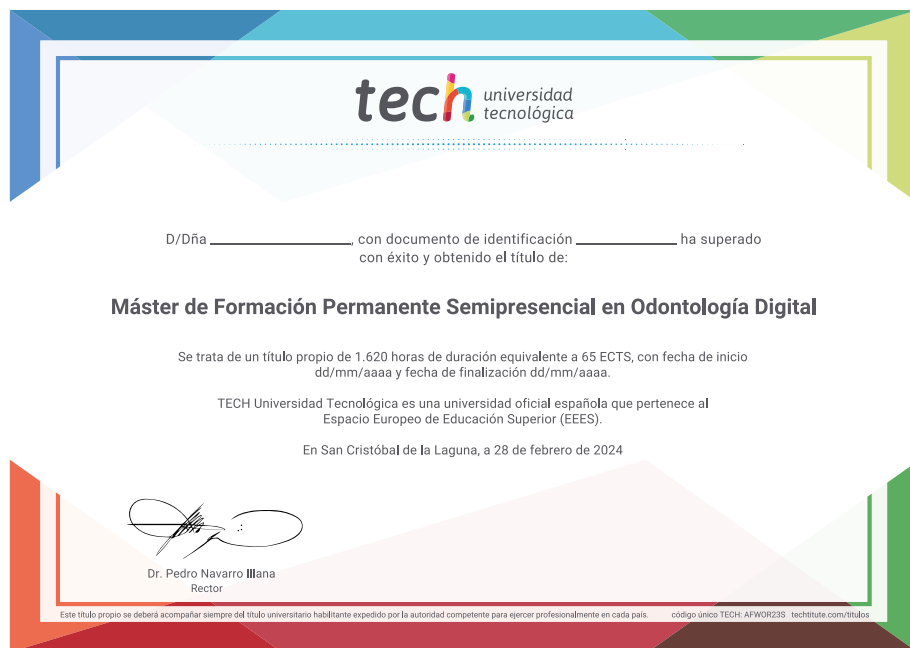 tech universidad
tecnológica
D/Dña ______________, con documento de identificación __________ ha superado
con éxito y obtenido el título de:
Máster de Formación Permanente Semipresencial en Odontología Digital
Se trata de un título propio de 1.620 horas de duración equivalente a 65 ECTS, con fecha de inicio
dd/mm/aaaa y fecha de finalización dd/mm/aaaa.
TECH Universidad Tecnológica es una universidad oficial española que pertenece al
Espacio Europeo de Educación Superior (EEES).
En San Cristóbal de la Laguna, a 28 de febrero de 2024
Dr. Pedro Navarro Illana
Rector
Este título propio se deberá acompañar siempre del título universitario habilitante expedido por la autoridad competente para ejercer profesionalmente en cada país. código único TECH: AFWOR23S techtitute.com/titulos